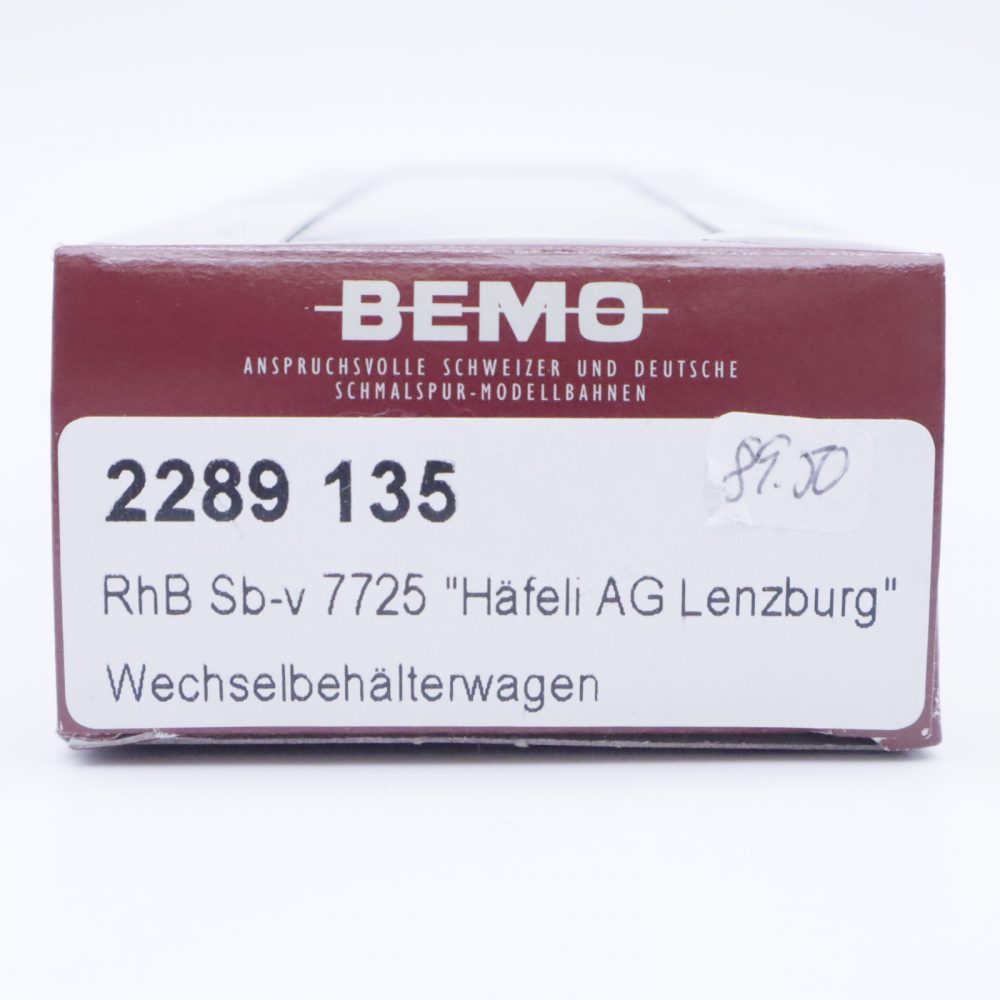 BEMO
ANSPRUCHSVOLLE SCHWEIZER UND DEUTSCHE
SCHMALSPUR-MODELLBAHNEN
2289 135
89.50
RhB Sb-v 7725 "Häfeli AG Lenzburg"
Wechselbehälterwagen